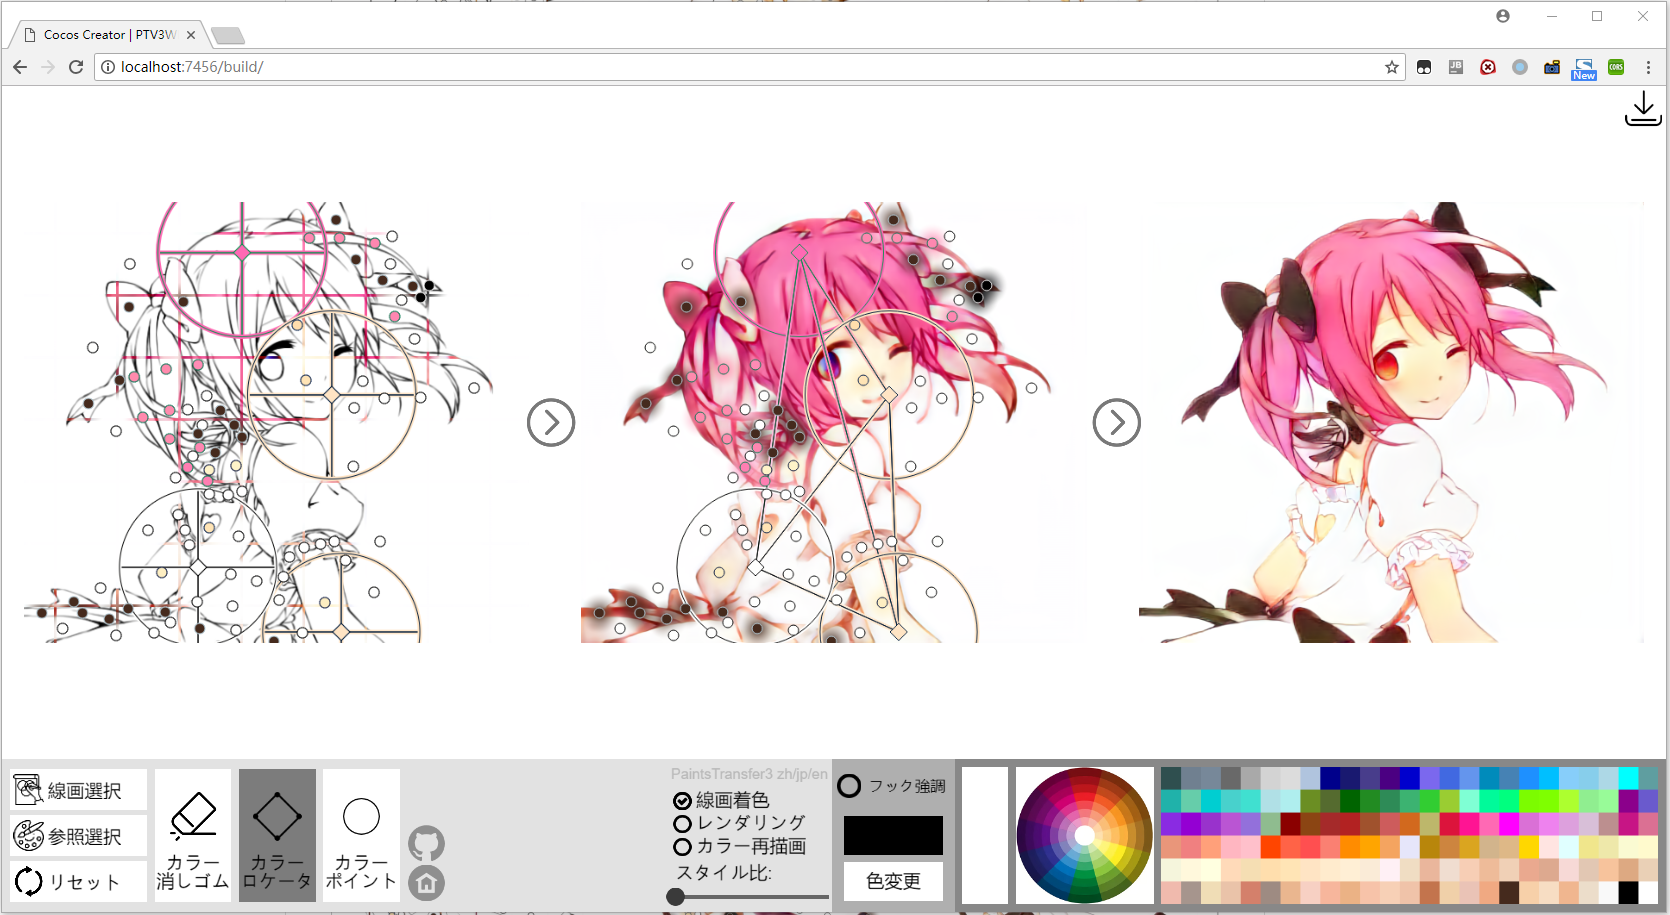 Cocos Creator | PTV3W
localhost:7456/build/
JB
New
CORS
線画選択
参照選択
リセット
カラー
消しゴム
カラー
ロケータ
カラー
ポイント
PaintsTransfer3 zh/jp/en
線画着色
レンダリング
カラー再描画
スタイル比:
フック強調
色変更